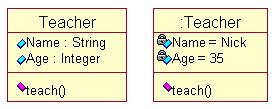 Teacher
Name : String
Age : Integer
teach()
:Teacher
Name = Nick
Age = 35
teach()